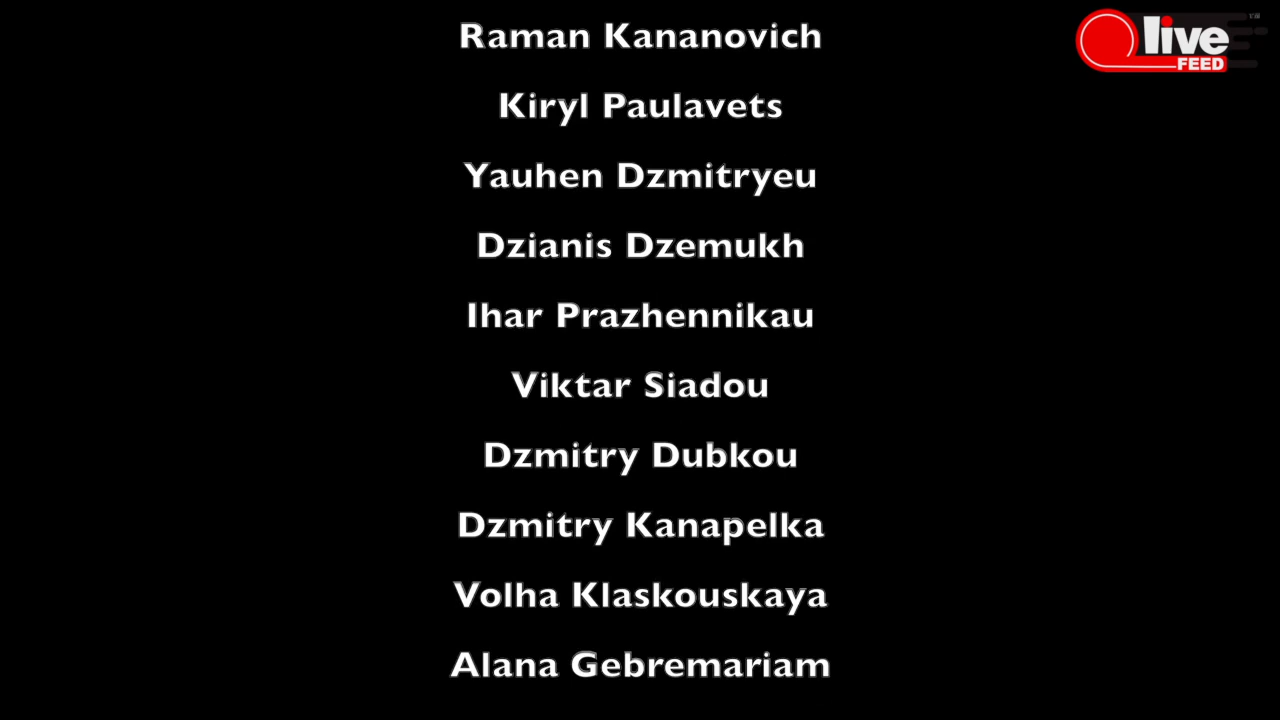 Raman Kananovich
Kiryl Paulavets
Yauhen Dzmitryeu
Dzianis Dzemukh
Ihar Prazhennikau
Viktar Siadou
Dzmitry Dubkou
Dzmitry Kanapelka
Volha Klaskouskaya
Alana Gebremariam
live
FEED